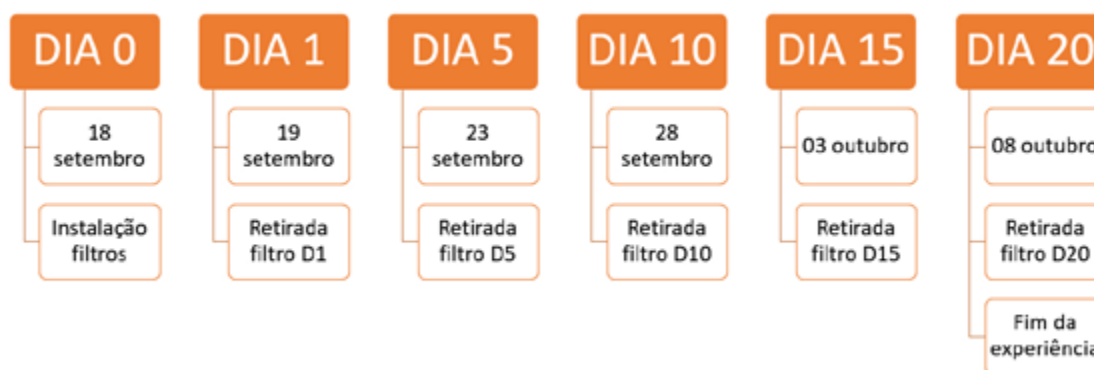 DIA 0
18
setembro
Instalação
filtros
DIA 1
19
setembro
Retirada
filtro D1
DIA 5
23
setembro
Retirada
filtro D5
DIA 10
28
setembro
Retirada
filtro D10
DIA 15
03 outubro
Retirada
filtro D15
DIA 20
08 outubro
Retirada
filtro D20
Fim da
experiência